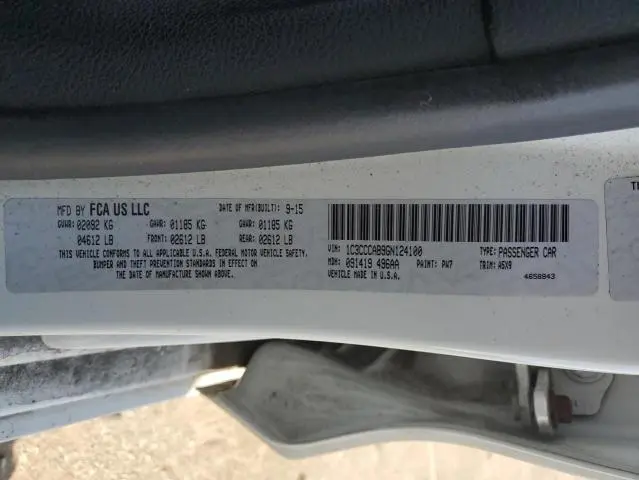 MFD BY FCA US LLC DATE OF MFR(BUILT): 9-15
GVWR: 02092 KG GAWR: 01185 KG GAWR: 01185 KG
04612 LB FRONT: 02612 LB REAR: 02612 LB
THIS VEHICLE CONFORMS TO ALL APPLICABLE U.S.A. FEDERAL MOTOR VEHICLE SAFETY,
BUMPER AND THEFT PREVENTION STANDARDS IN EFFECT ON
THE DATE OF MANUFACTURE SHOWN ABOVE.
VIN: 1C3CCCAB9GN124100 TYPE: PASSENGER CAR
MDH: 091419 496AA PAINT: PW7 TRIM: A5X9
MADE IN U.S.A. 4658943